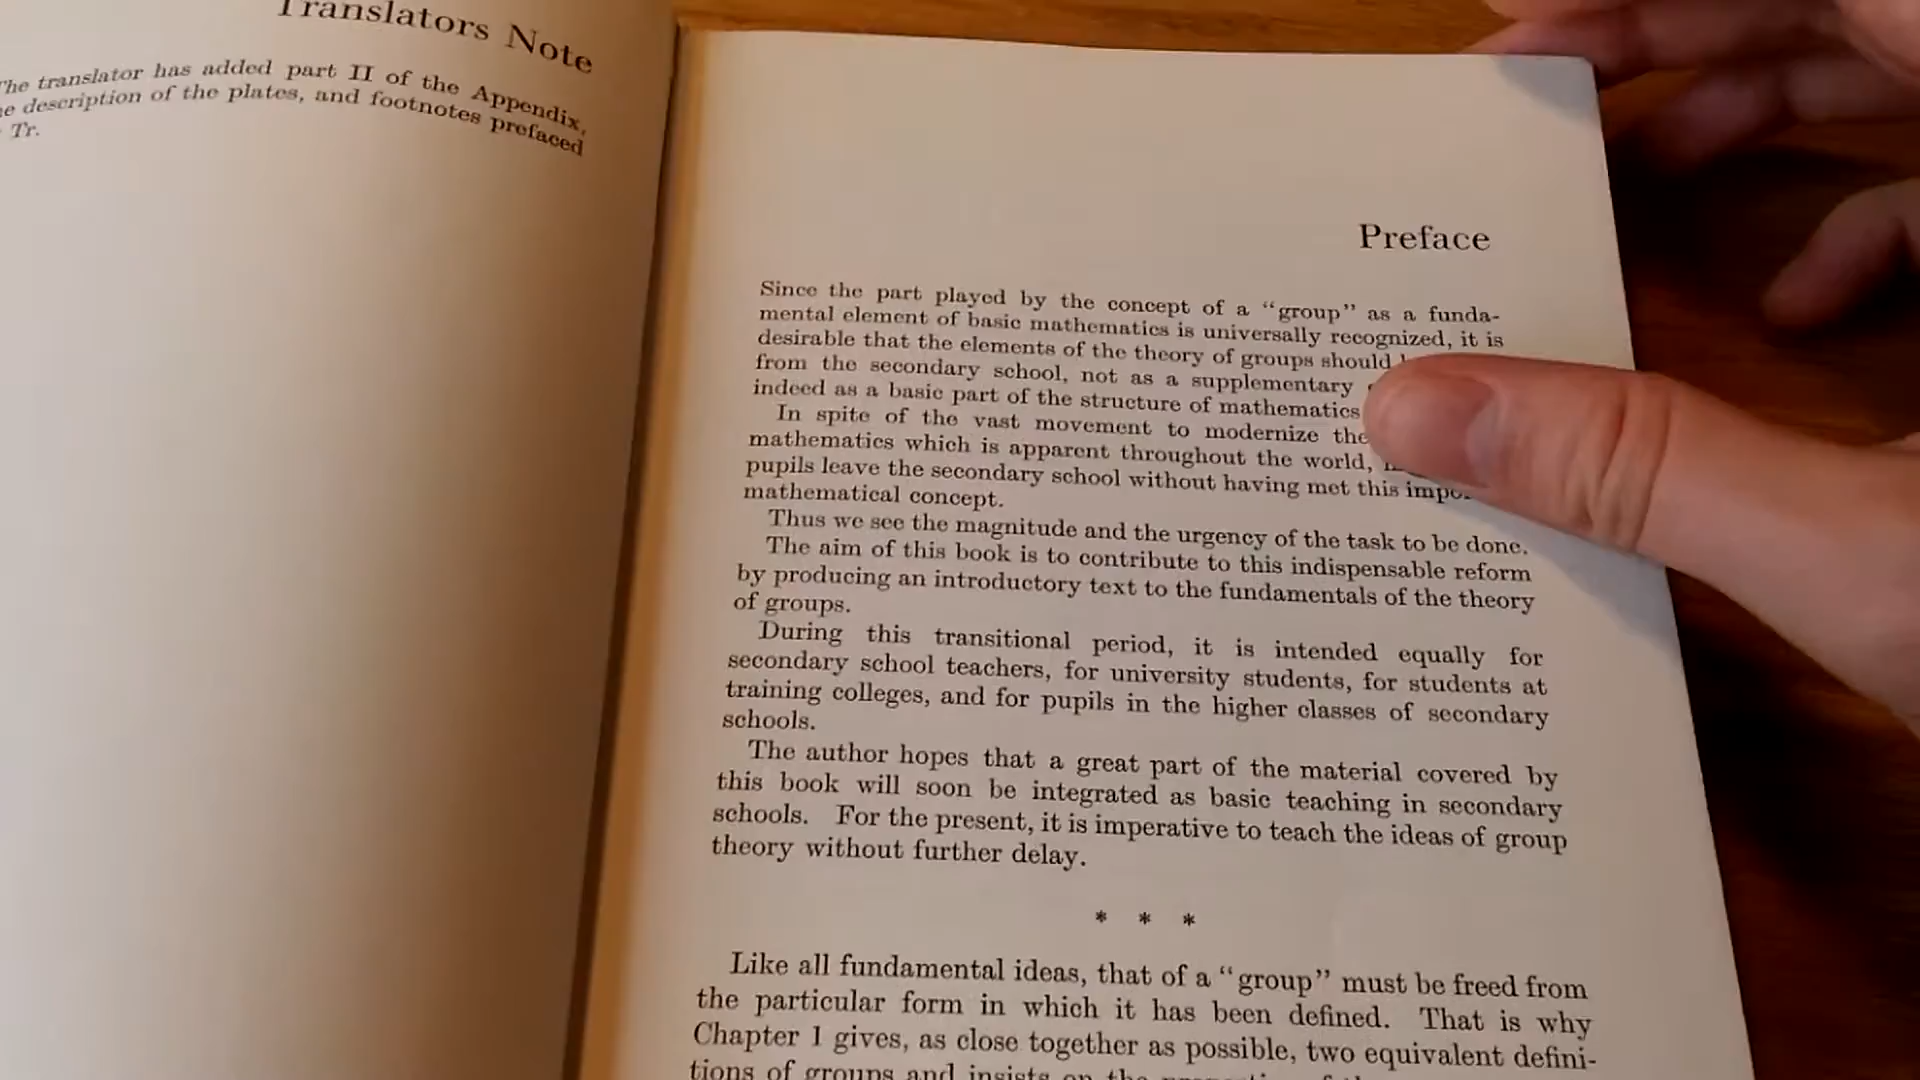 Translators Note
The translator has added part II of the Appendix,
description of the plates, and footnotes prefaced
Tr.
Preface
Since the part played by the concept of a “group” as a funda-
mental element of basic mathematics is universally recognized, it is
desirable that the elements of the theory of groups should
from the secondary school, not as a supplementary
indeed as a basic part of the structure of mathematics
In spite of the vast movement to modernize the
mathematics which is apparent throughout the world,
pupils leave the secondary school without having met this
mathematical concept.
Thus we see the magnitude and the urgency of the task to be done.
The aim of this book is to contribute to this indispensable reform
by producing an introductory text to the fundamentals of the theory
of groups.
During this transitional period, it is intended equally for
secondary school teachers, for university students, for students at
training colleges, and for pupils in the higher classes of secondary
schools.
The author hopes that a great part of the material covered by
this book will soon be integrated as basic teaching in secondary
schools. For the present, it is imperative to teach the ideas of group
theory without further delay.
* * *
Like all fundamental ideas, that of a “group” must be freed from
the particular form in which it has been defined. That is why
Chapter 1 gives, as close together as possible, two equivalent defini-
tions of groups and insists on the